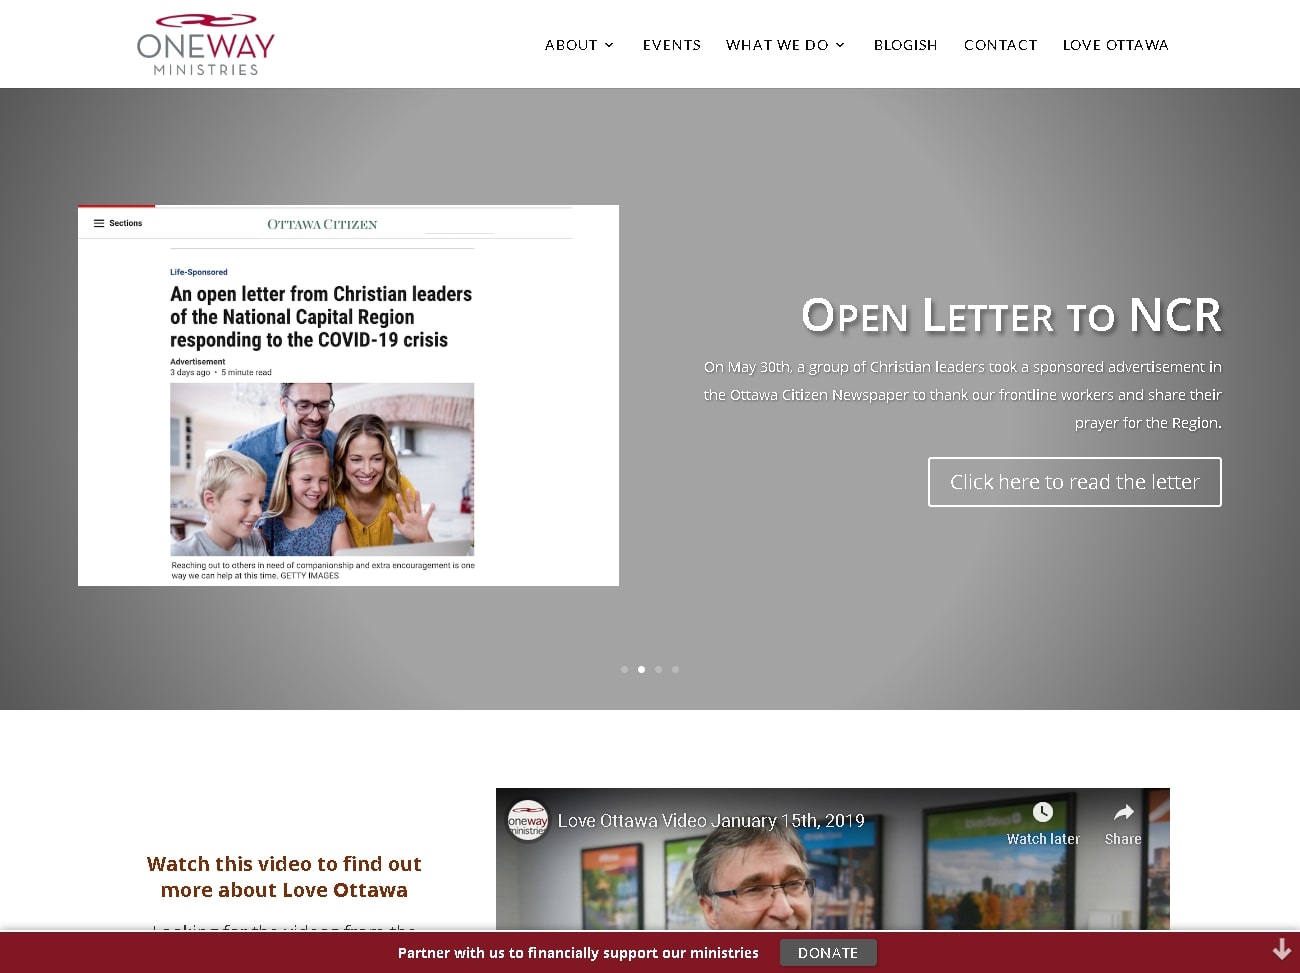 ONEWAY
MINISTRIES
ABOUT
EVENTS
WHAT WE DO
BLOGISH
CONTACT
LOVE OTTAWA
Sections
OTTAWA CITIZEN
Life-Sponsored
An open letter from Christian leaders
of the National Capital Region
responding to the COVID-19 crisis
Advertisement
3 days ago • 5 minute read
Reaching out to others in need of companionship and extra encouragement is one
way we can help at this time. GETTY IMAGES
OPEN LETTER TO NCR
On May 30th, a group of Christian leaders took a sponsored advertisement in
the Ottawa Citizen Newspaper to thank our frontline workers and share their
prayer for the Region.
Click here to read the letter
Watch this video to find out
more about Love Ottawa
Looking for the videos from the
oneway
ministries
Love Ottawa Video January 15th, 2019
Watch later
Share
Partner with us to financially support our ministries
DONATE